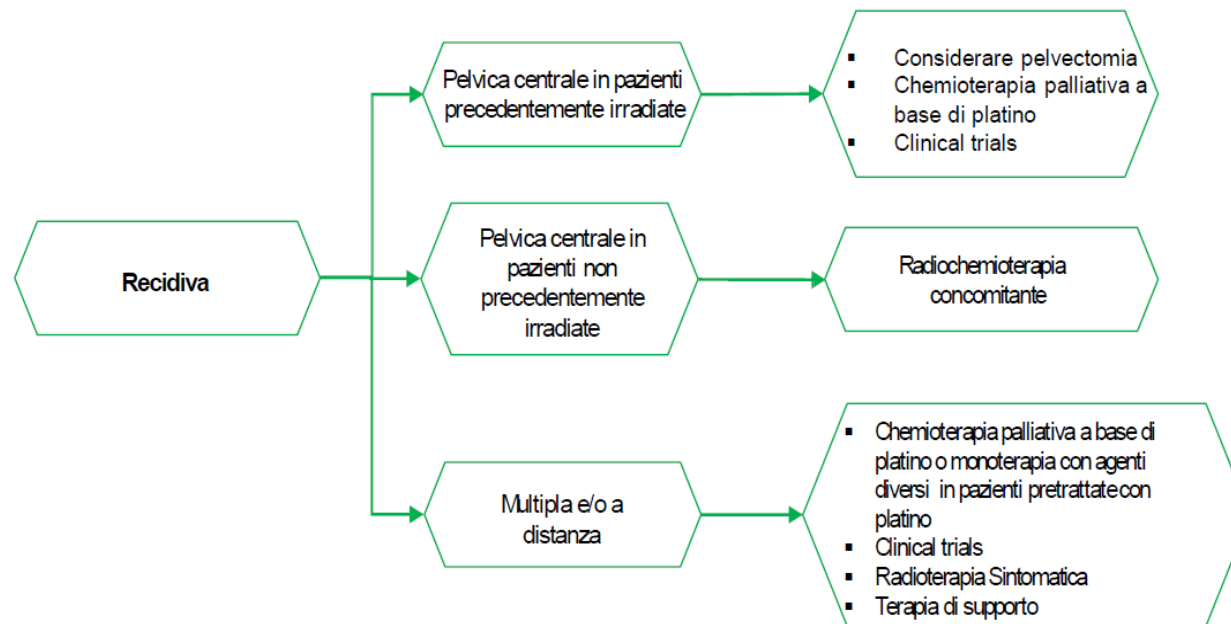 Recidiva
Pelvica centrale in pazienti
precedentemente irradiate
▪ Considerare pelvectomia
▪ Chemioterapia palliativa a
base di platino
▪ Clinical trials
Pelvica centrale in
pazienti non
precedentemente
irradiate
Radiochemioterapia
concomitante
Multipla e/o a
distanza
▪ Chemioterapia palliativa a base di
platino o monoterapia con agenti
diversi in pazienti pretrattate con
platino
▪ Clinical trials
▪ Radioterapia Sintomatica
▪ Terapia di supporto